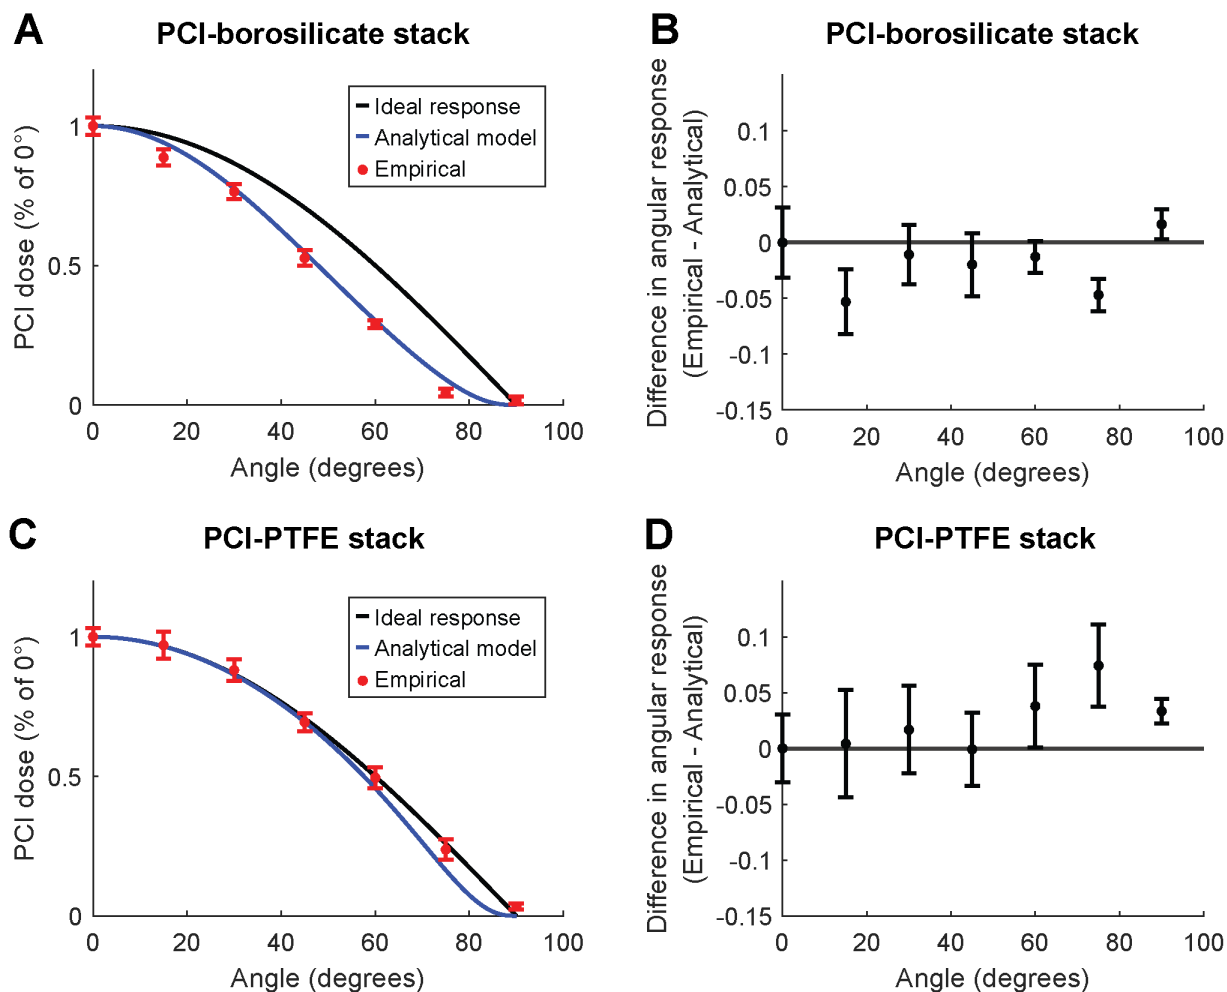 A
PCI-borosilicate stack
PCI dose (% of 0°)
1
0.5
0
0
20
40
60
80
100
Angle (degrees)
Ideal response
Analytical model
Empirical
B
PCI-borosilicate stack
Difference in angular response
(Empirical - Analytical)
0.1
0.05
0
-0.05
-0.1
-0.15
0
20
40
60
80
100
Angle (degrees)
C
PCI-PTFE stack
PCI dose (% of 0°)
1
0.5
0
0
20
40
60
80
100
Angle (degrees)
Ideal response
Analytical model
Empirical
D
PCI-PTFE stack
Difference in angular response
(Empirical - Analytical)
0.1
0.05
0
-0.05
-0.1
-0.15
0
20
40
60
80
100
Angle (degrees)